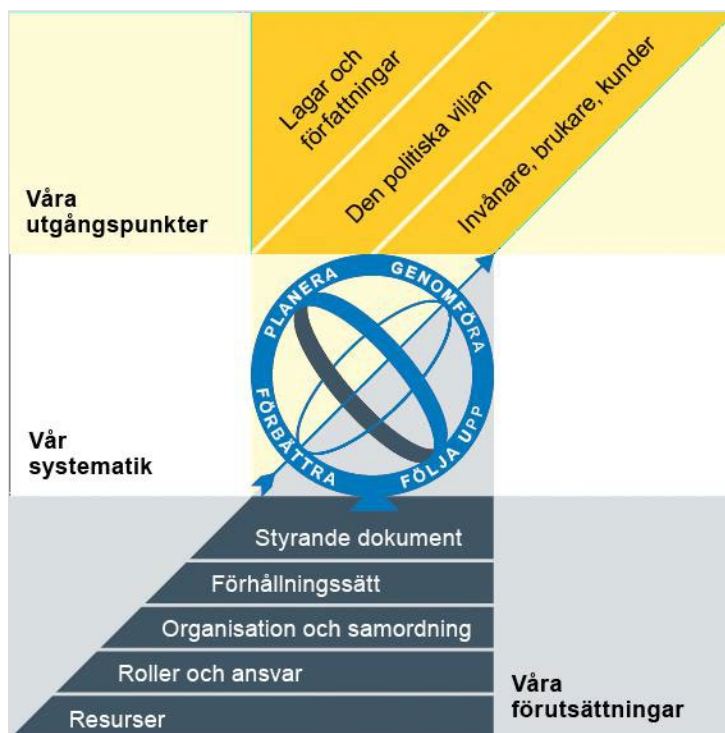 Lagar och
författningar
Den politiska viljan
Invånare, brukare, kunder
Våra
utgångspunkter
PLANERA
GENOMFÖRA
FÖLJA UPP
FÖRBÄTTRA
Vår
systematik
Styrande dokument
Förhållningssätt
Organisation och samordning
Roller och ansvar
Resurser
Våra
förutsättningar